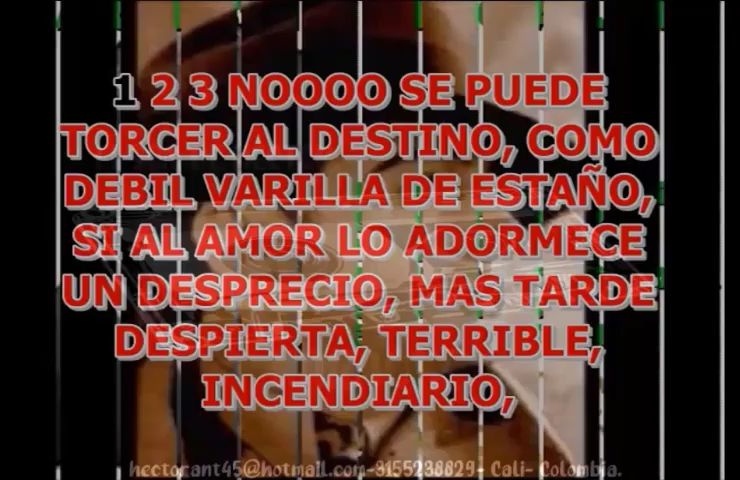 1 2 3 NOOOO SE PUEDE
TORCER AL DESTINO, COMO
DEBIL VARILLA DE ESTAÑO,
SI AL AMOR LO ADORMECE
UN DESPRECIO, MAS TARDE
DESPIERTA, TERRIBLE,
INCENDIARIO,
hectorant45@hotmail.com-3155238829- Cali- Colombia.